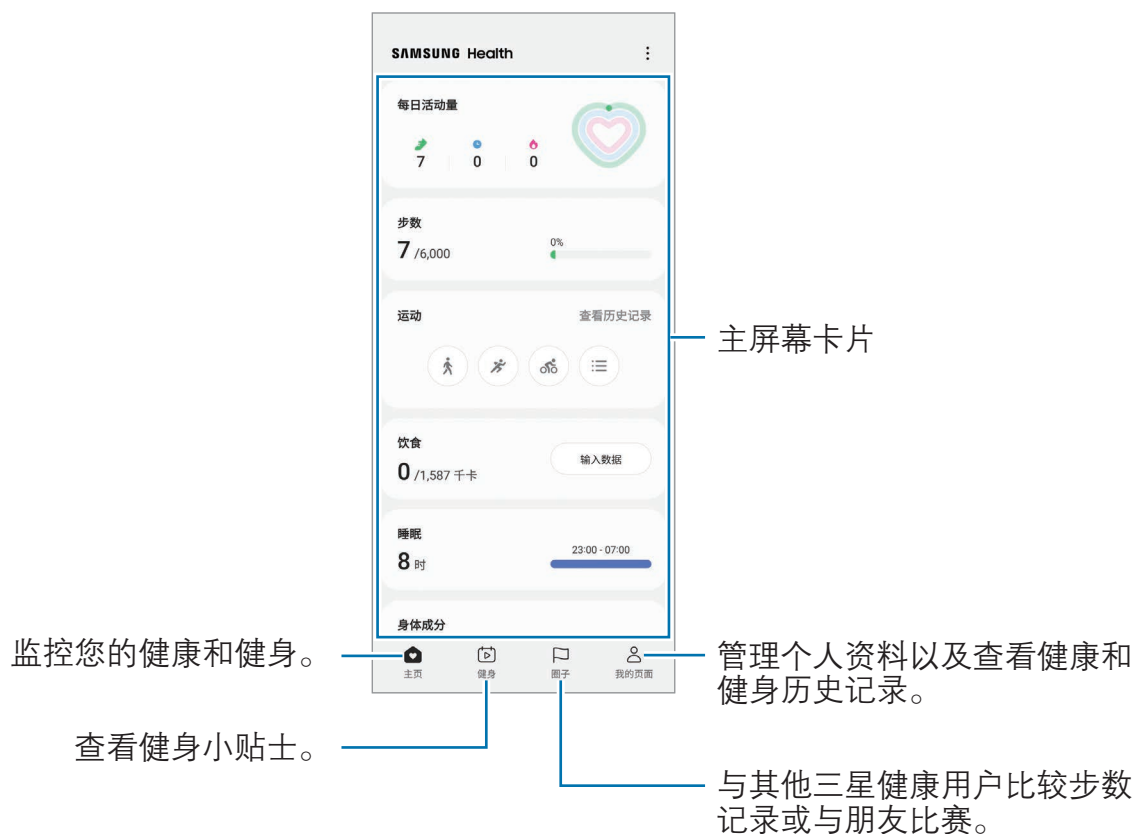 SAMSUNG Health
每日活动量
7 0 0
步数
7 /6,000
0%
运动
查看历史记录
主屏幕卡片
饮食
0 /1,587 千卡
输入数据
睡眠
8 时
23:00 - 07:00
身体成分
主页
健身
圈子
我的页面
监控您的健康和健身。
管理个人资料以及查看健康和
健身历史记录。
查看健身小贴士。
与其他三星健康用户比较步数
记录或与朋友比赛。